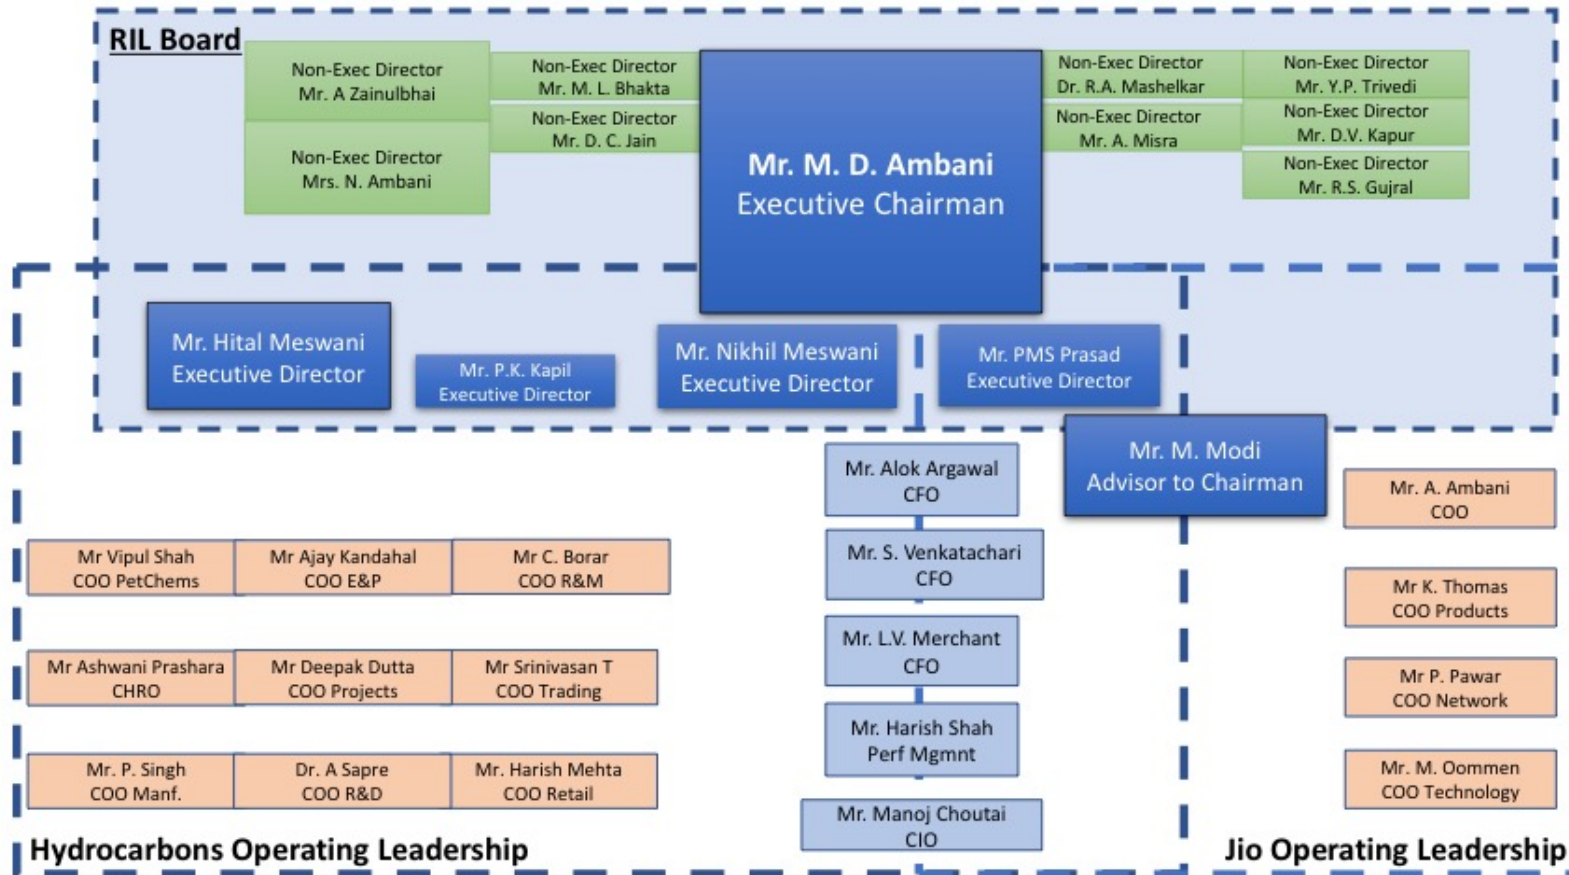 RIL Board
Non-Exec Director
Mr. A Zainulbhai
Non-Exec Director
Mrs. N. Ambani
Non-Exec Director
Mr. M. L. Bhakta
Non-Exec Director
Mr. D. C. Jain
Mr. M. D. Ambani
Executive Chairman
Non-Exec Director
Dr. R.A. Mashelkar
Non-Exec Director
Mr. A. Misra
Non-Exec Director
Mr. Y.P. Trivedi
Non-Exec Director
Mr. D.V. Kapur
Non-Exec Director
Mr. R.S. Gujral
Mr. Hital Meswani
Executive Director
Mr. P.K. Kapil
Executive Director
Mr. Nikhil Meswani
Executive Director
Mr. PMS Prasad
Executive Director
Mr. M. Modi
Advisor to Chairman
Mr Vipul Shah
COO PetChems
Mr Ajay Kandahal
COO E&P
Mr C. Borar
COO R&M
Mr Ashwani Prashara
CHRO
Mr Deepak Dutta
COO Projects
Mr Srinivasan T
COO Trading
Mr. P. Singh
COO Manf.
Dr. A Sapre
COO R&D
Mr. Harish Mehta
COO Retail
Mr. Alok Argawal
CFO
Mr. S. Venkatachari
CFO
Mr. L.V. Merchant
CFO
Mr. Harish Shah
Perf Mgmnt
Mr. Manoj Choutai
CIO
Mr. A. Ambani
COO
Mr K. Thomas
COO Products
Mr P. Pawar
COO Network
Mr. M. Oommen
COO Technology
Hydrocarbons Operating Leadership
Jio Operating Leadership